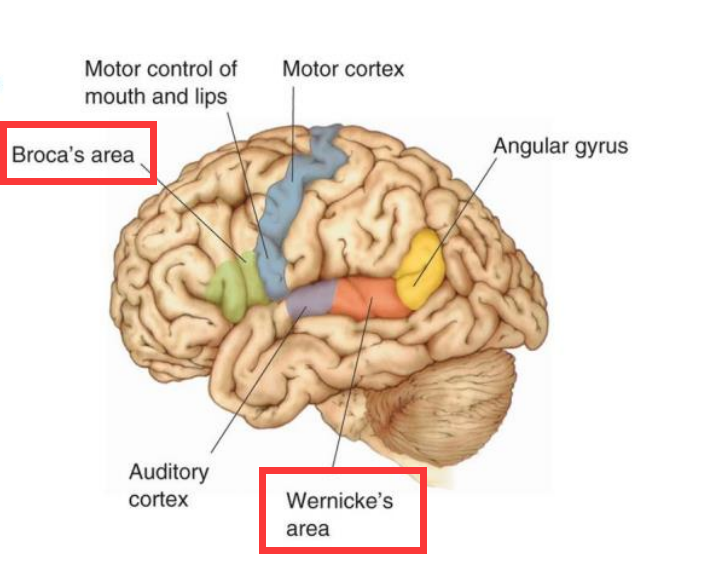 Motor control of
mouth and lips
Motor cortex
Broca's area
Angular gyrus
Auditory
cortex
Wernicke's
area